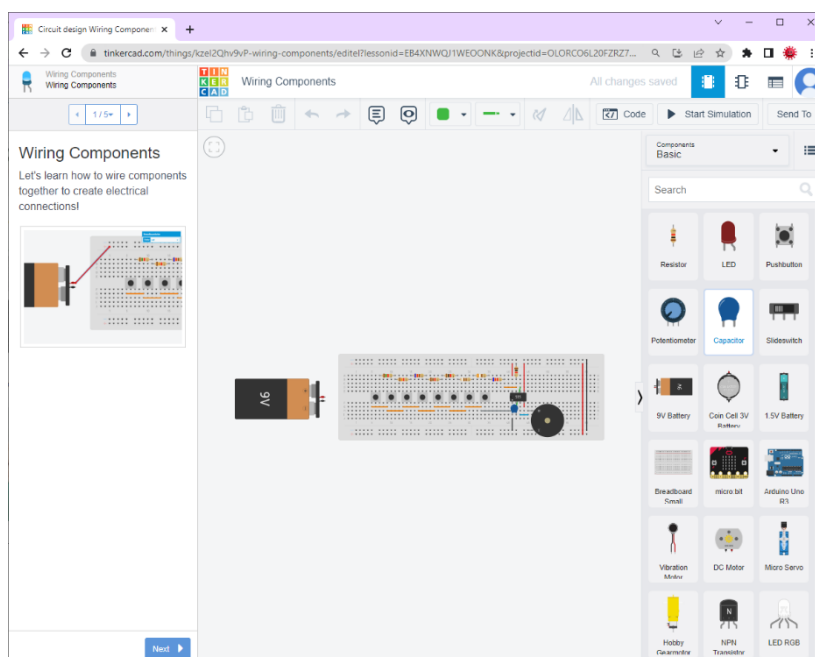 Circuit design Wiring Componen
tinkercad.com/things/kzel2Qhv9vP-wiring-components/editel?lessonid=EB4XNWQJ1WEOONK&projectid=OLORCO6L20FZRZ7...
Wiring Components
Wiring Components
TIN
KER
CAD
Wiring Components
All changes saved
1 / 5
Code
Start Simulation
Send To
Wiring Components
Let's learn how to wire components
together to create electrical
connections!
Components
Basic
Search
Resistor
LED
Pushbutton
Potentiometer
Capacitor
Slideswitch
9V
9V Battery
Coin Cell 3V
Battery
1.5V Battery
Breadboard
Small
micro:bit
Arduino Uno
R3
Vibration
Motor
DC Motor
Micro Servo
Hobby
Gearmotor
N
NPN
Transistor
LED RGB
Next